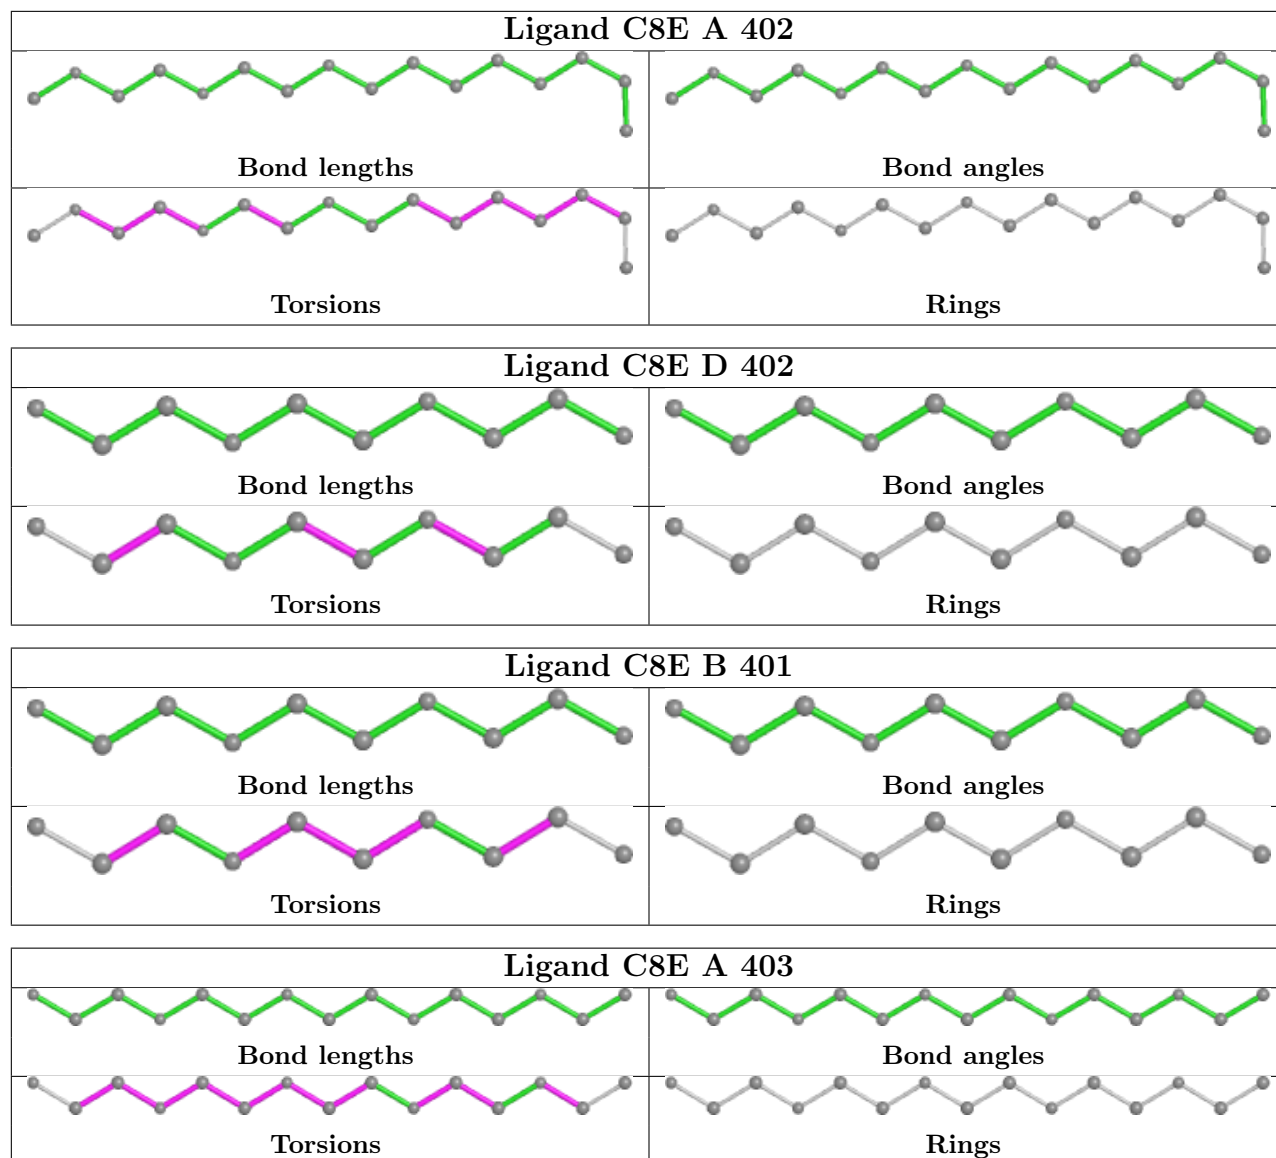 Ligand C8E A 402
Bond lengths
Bond angles
Torsions
Rings
Ligand C8E D 402
Bond lengths
Bond angles
Torsions
Rings
Ligand C8E B 401
Bond lengths
Bond angles
Torsions
Rings
Ligand C8E A 403
Bond lengths
Bond angles
Torsions
Rings